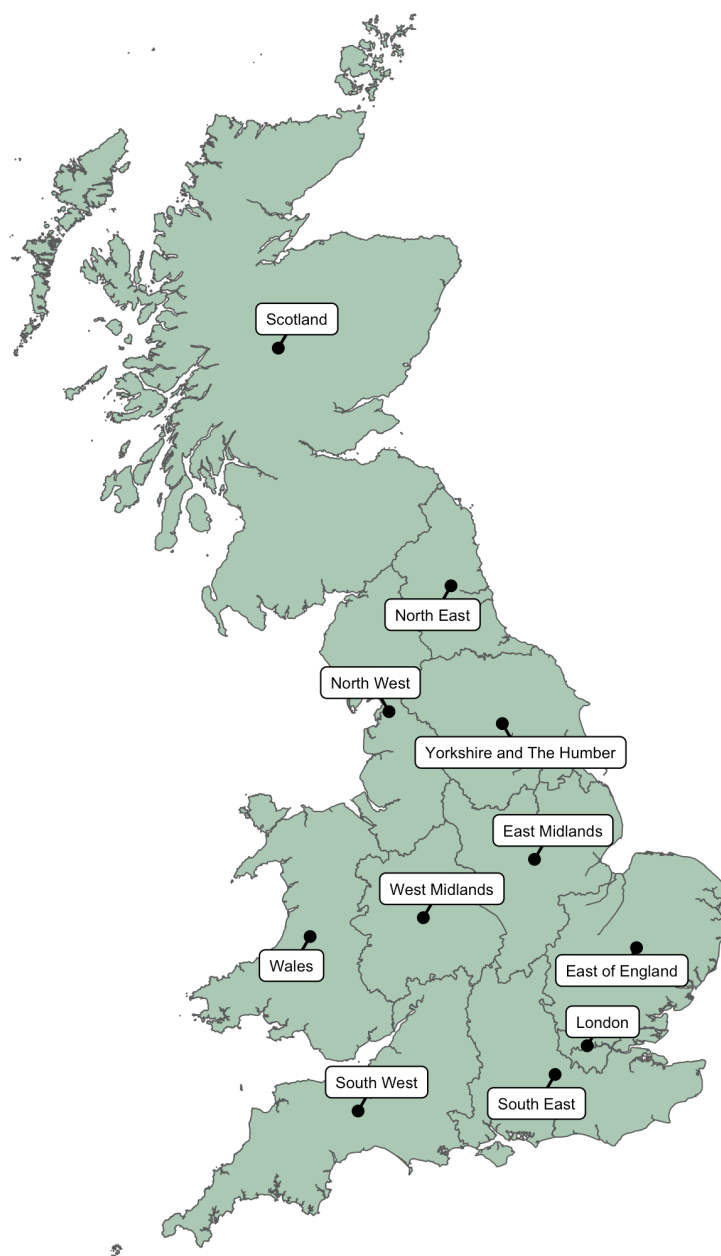 Scotland
North East
North West
Yorkshire and The Humber
East Midlands
West Midlands
Wales
East of England
London
South West
South East